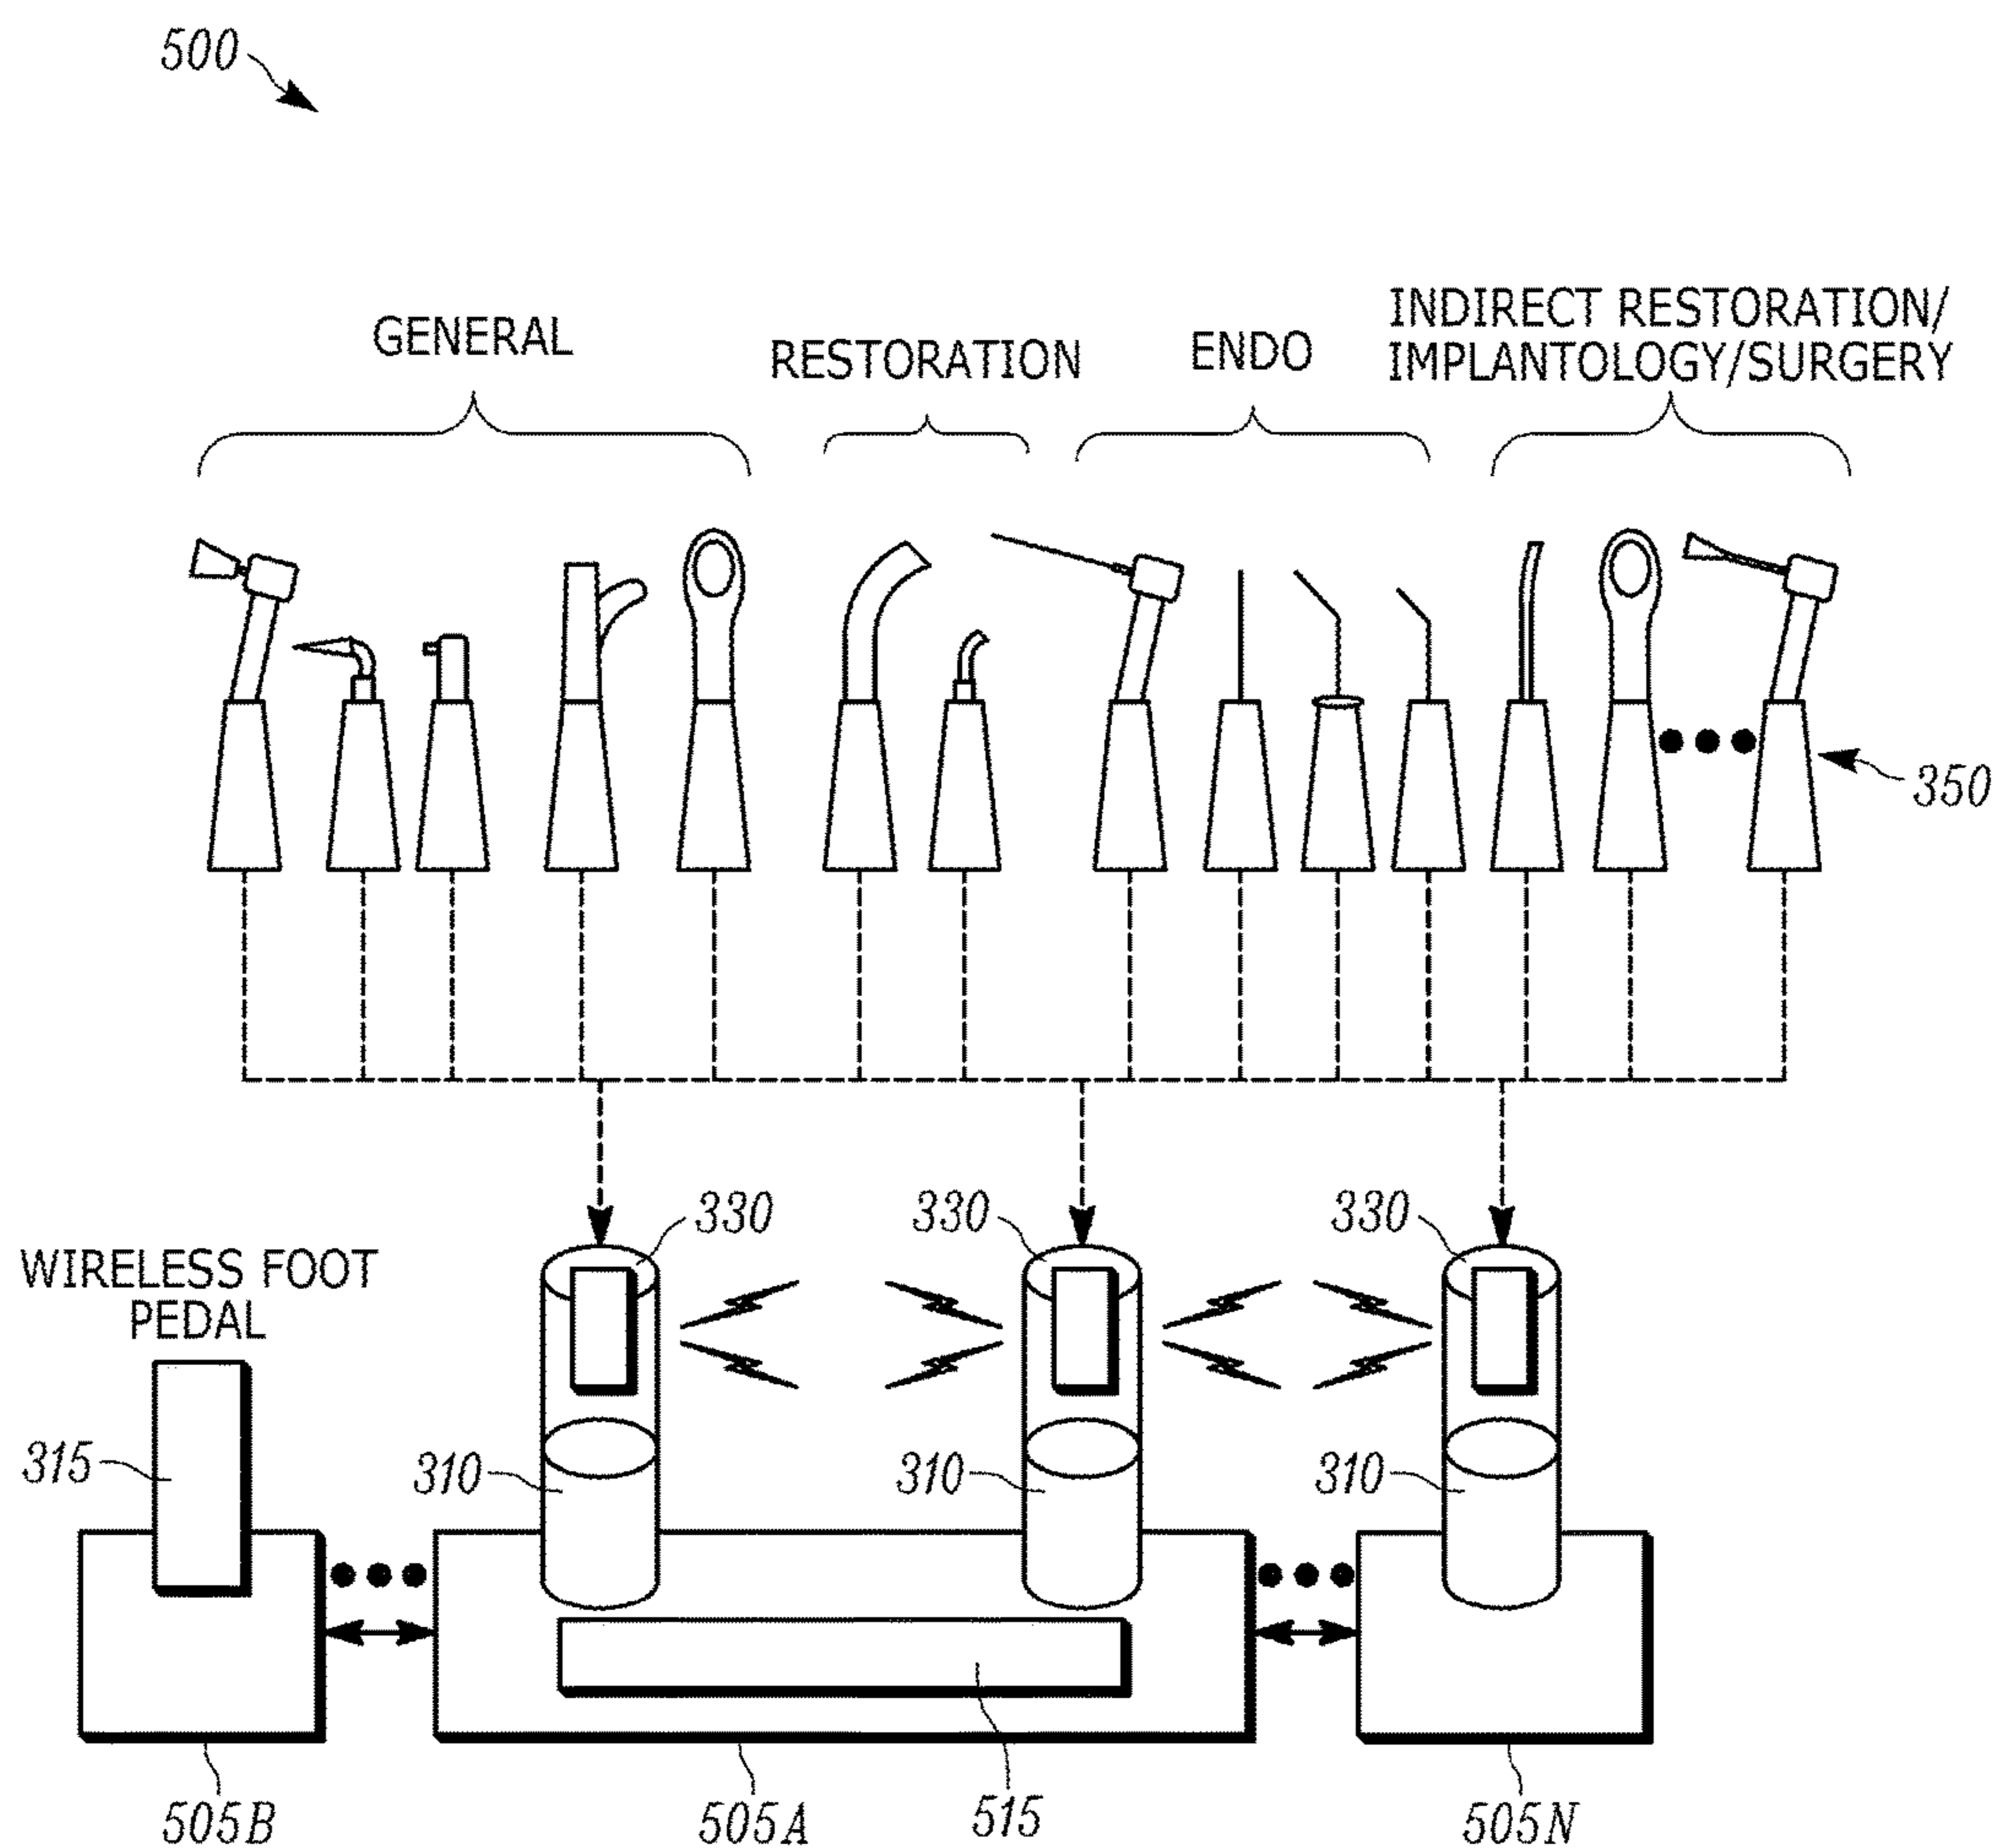 500
GENERAL
RESTORATION
ENDO
INDIRECT RESTORATION/
IMPLANTOLOGY/SURGERY
350
330
330
330
WIRELESS FOOT
PEDAL
315
310
310
310
505B
505A
515
505N